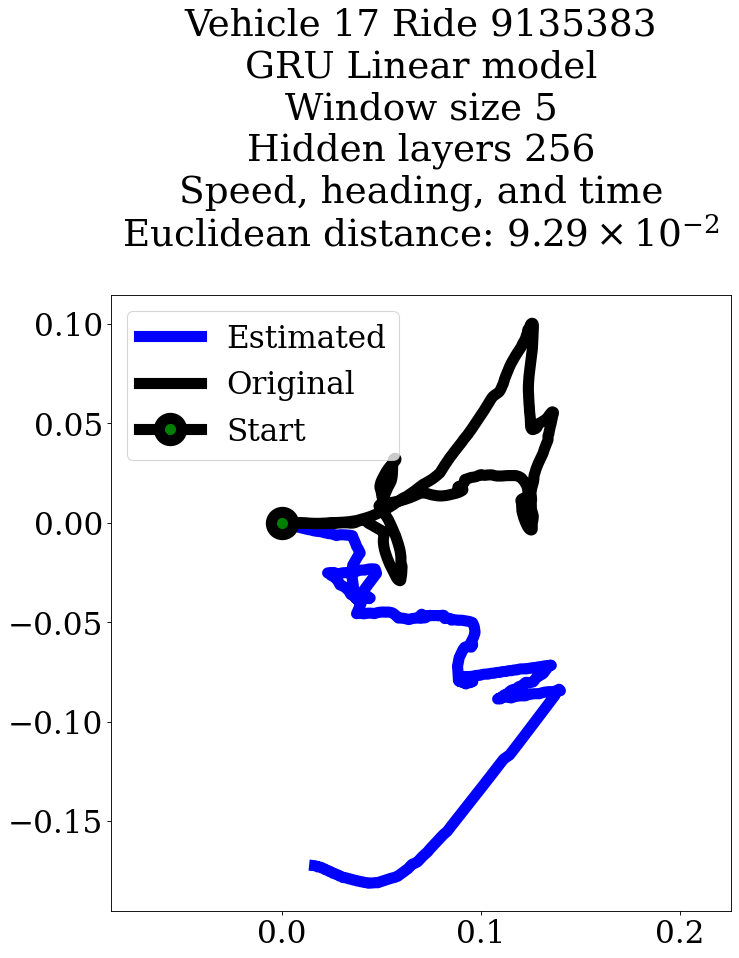 Vehicle 17 Ride 9135383
GRU Linear model
Window size 5
Hidden layers 256
Speed, heading, and time
Euclidean distance: 9.29 × 10⁻²
Estimated
Original
Start
0.10
0.05
0.00
−0.05
−0.10
−0.15
0.0
0.1
0.2